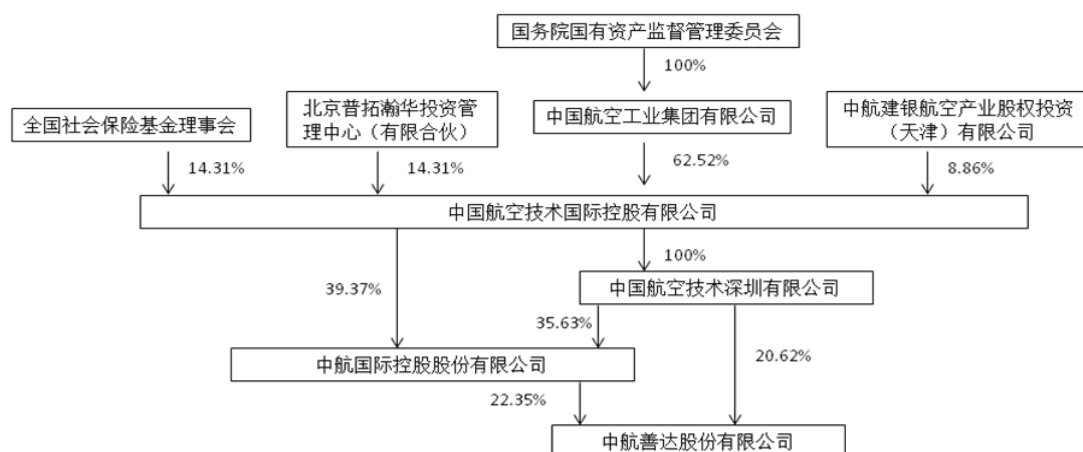 国务院国有资产监督管理委员会
100%
全国社会保险基金理事会
北京普拓瀚华投资管
理中心（有限合伙）
中国航空工业集团有限公司
中航建银航空产业股权投资
（天津）有限公司
14.31%
14.31%
62.52%
8.86%
中国航空技术国际控股有限公司
100%
39.37%
中国航空技术深圳有限公司
35.63%
20.62%
中航国际控股股份有限公司
22.35%
中航善达股份有限公司